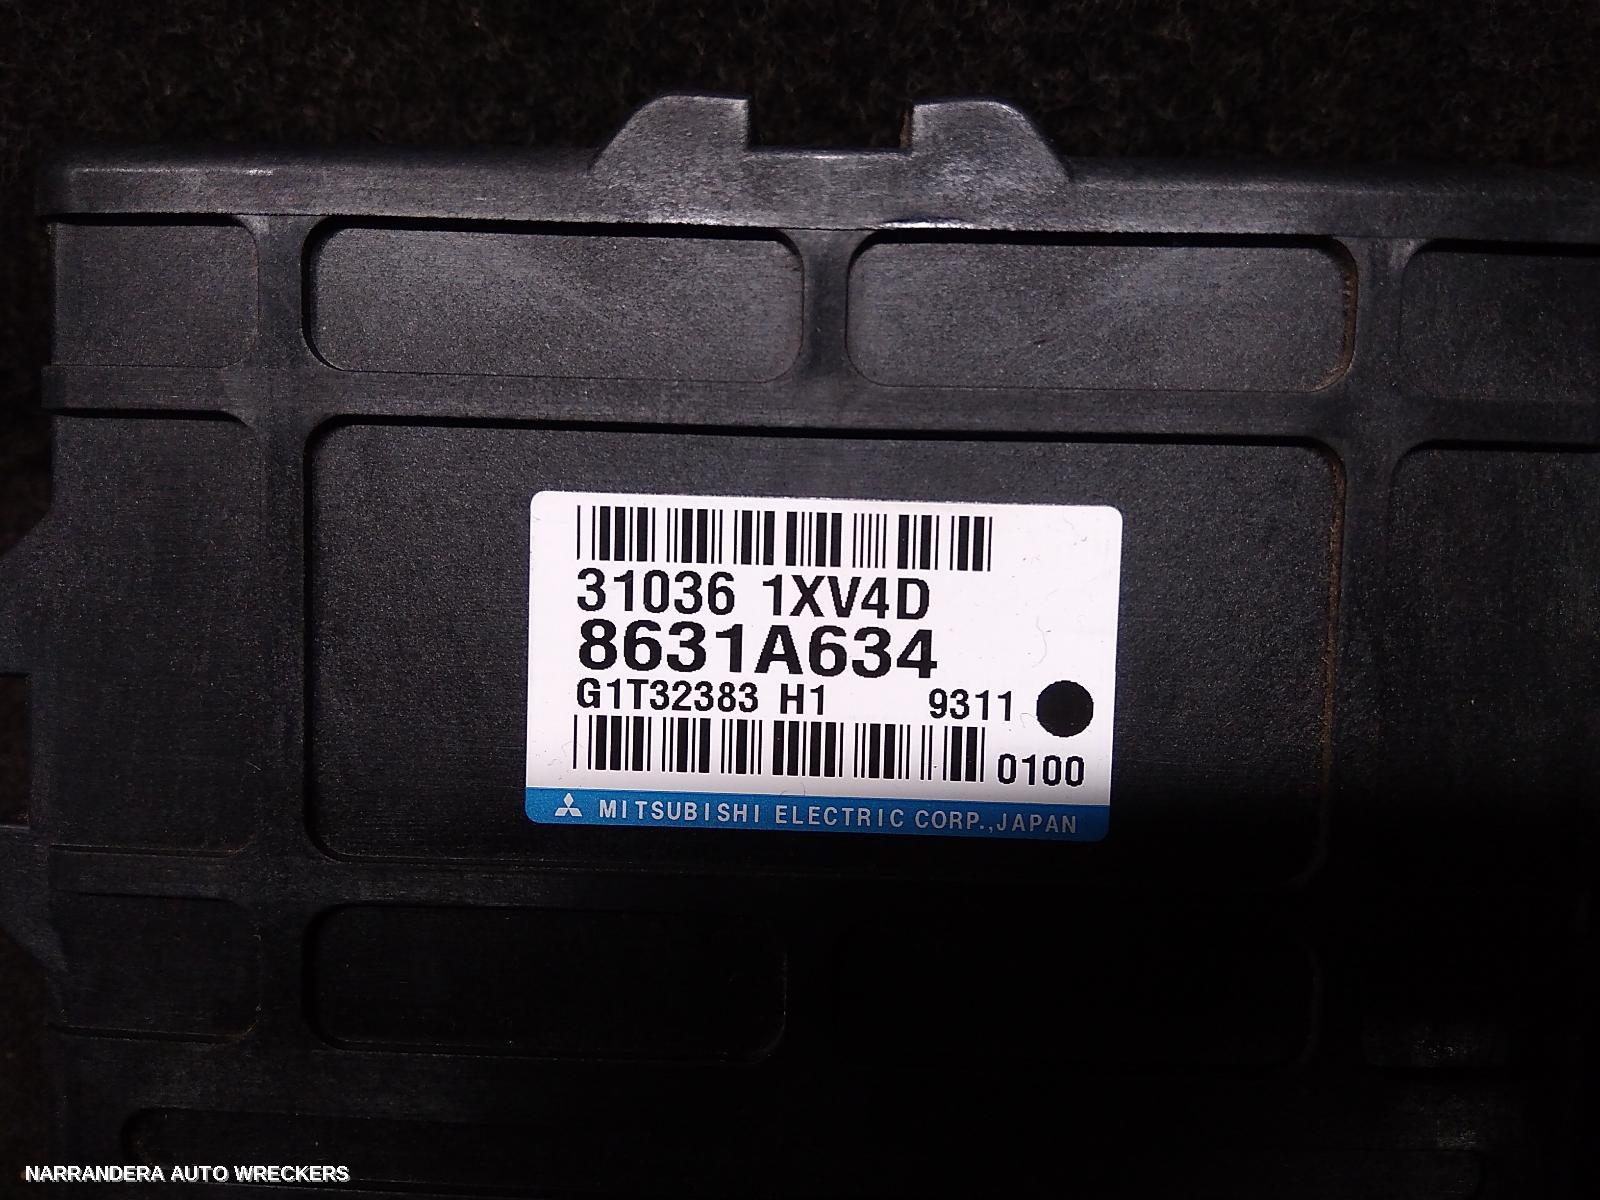 31036 1XV4D
8631A634
G1T32383 H1 9311
0100
MITSUBISHI ELECTRIC CORP.,JAPAN
NARRANDERA AUTO WRECKERS